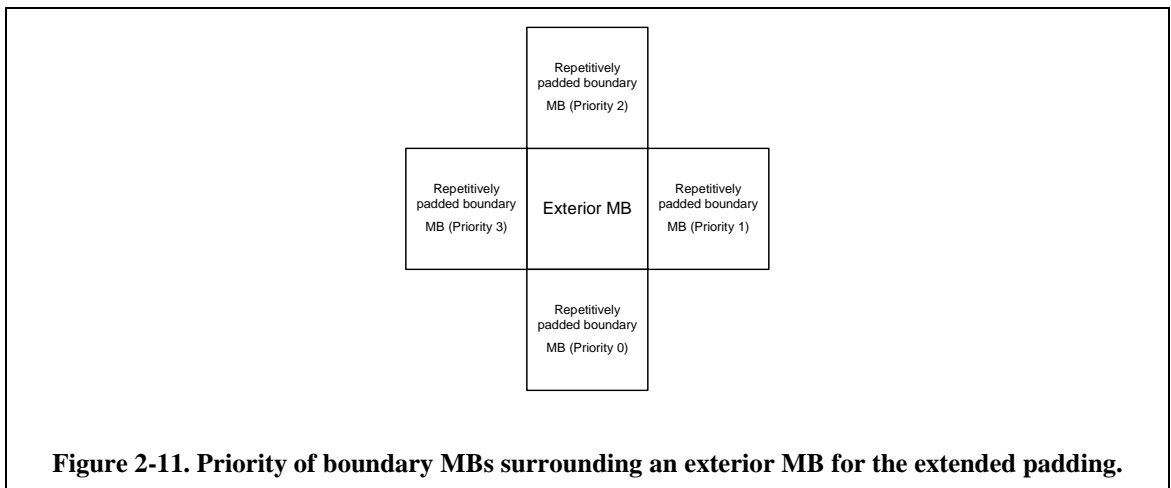 Repetitively
padded boundary
MB (Priority 2)
Repetitively
padded boundary
MB (Priority 3)
Exterior MB
Repetitively
padded boundary
MB (Priority 1)
Repetitively
padded boundary
MB (Priority 0)
Figure 2-11. Priority of boundary MBs surrounding an exterior MB for the extended padding.